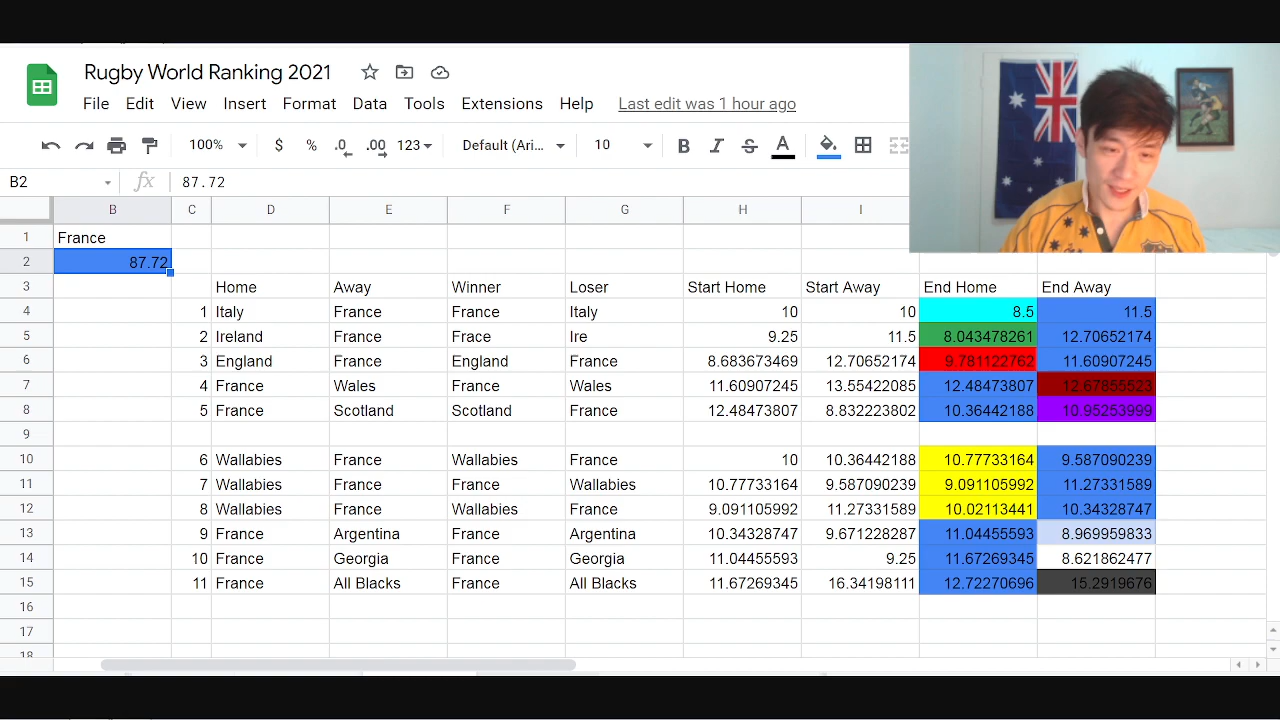 Rugby World Ranking 2021
File Edit View Insert Format Data Tools Extensions Help Last edit was 1 hour ago
100% $ % .0 .00 123 Default (Ari... 10 B I S A
B2 fx 87.72
B C D E F G H I
1 France
2 87.72
3 Home Away Winner Loser Start Home Start Away End Home End Away
4 1 Italy France France Italy 10 10 8.5 11.5
5 2 Ireland France Frace Ire 9.25 11.5 8.043478261 12.70652174
6 3 England France England France 8.683673469 12.70652174 9.781122762 11.60907245
7 4 France Wales France Wales 11.60907245 13.55422085 12.48473807 12.67855523
8 5 France Scotland Scotland France 12.48473807 8.832223802 10.36442188 10.95253999
9
10 6 Wallabies France Wallabies France 10 10.36442188 10.77733164 9.587090239
11 7 Wallabies France France Wallabies 10.77733164 9.587090239 9.091105992 11.27331589
12 8 Wallabies France Wallabies France 9.091105992 11.27331589 10.02113441 10.34328747
13 9 France Argentina France Argentina 10.34328747 9.671228287 11.04455593 8.969959833
14 10 France Georgia France Georgia 11.04455593 9.25 11.67269345 8.621862477
15 11 France All Blacks France All Blacks 11.67269345 16.34198111 12.72270696 15.2919676
16
17
18